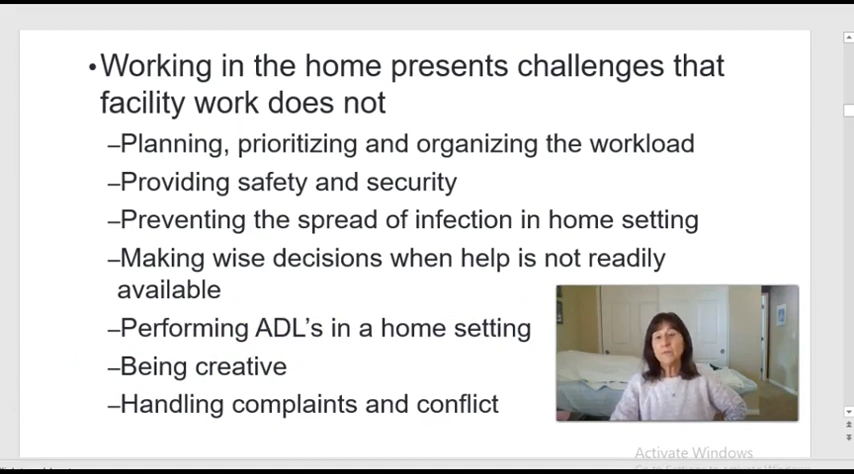 •Working in the home presents challenges that
facility work does not
–Planning, prioritizing and organizing the workload
–Providing safety and security
–Preventing the spread of infection in home setting
–Making wise decisions when help is not readily
available
–Performing ADL's in a home setting
–Being creative
–Handling complaints and conflict
Activate Windows